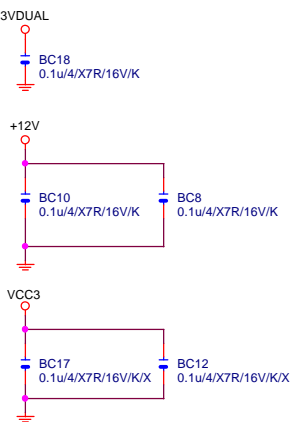 3VDUAL
BC18
0.1u/4/X7R/16V/K
+12V
BC10
0.1u/4/X7R/16V/K
BC8
0.1u/4/X7R/16V/K
VCC3
BC17
0.1u/4/X7R/16V/K/X
BC12
0.1u/4/X7R/16V/K/X